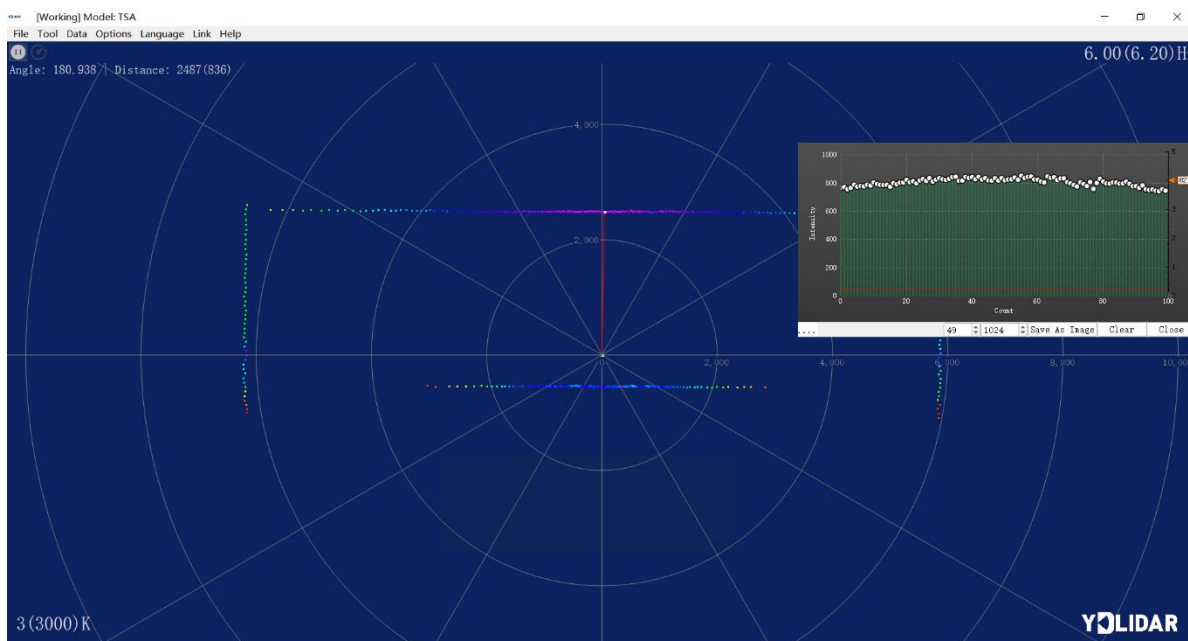 [Working] Model: TSA
File Tool Data Options Language Link Help
6.00(6.20)H
Angle: 180.938 | Distance: 2487(836)
4,000
2,000
0
2,000
4,000
6,000
8,000
10,00
1000
800
600
400
200
0
Intensity
0 20 40 60 80 100
Count
3
2
1
49 1024 Save As Image Clear Close
3(3000)K
YDLIDAR